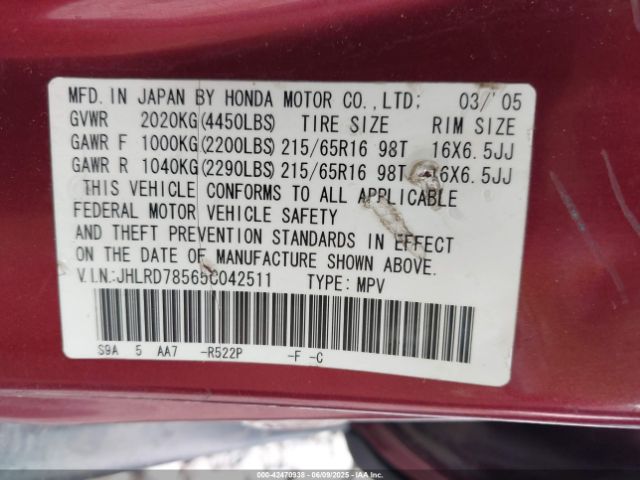 MFD. IN JAPAN BY HONDA MOTOR CO.,LTD: 03/'05
GVWR 2020KG(4450LBS) TIRE SIZE RIM SIZE
GAWR F 1000KG(2200LBS) 215/65R16 98T 16X6.5JJ
GAWR R 1040KG(2290LBS) 215/65R16 98T 16X6.5JJ
THIS VEHICLE CONFORMS TO ALL APPLICABLE
FEDERAL MOTOR VEHICLE SAFETY
AND THEFT PREVENTION STANDARDS IN EFFECT
ON THE DATE OF MANUFACTURE SHOWN ABOVE.
V.I.N.:JHLRD78565C042511 TYPE: MPV
S9A 5 AA7 -R522P -F -C
000-42470938 - 06/09/2025 - IAAI.COM